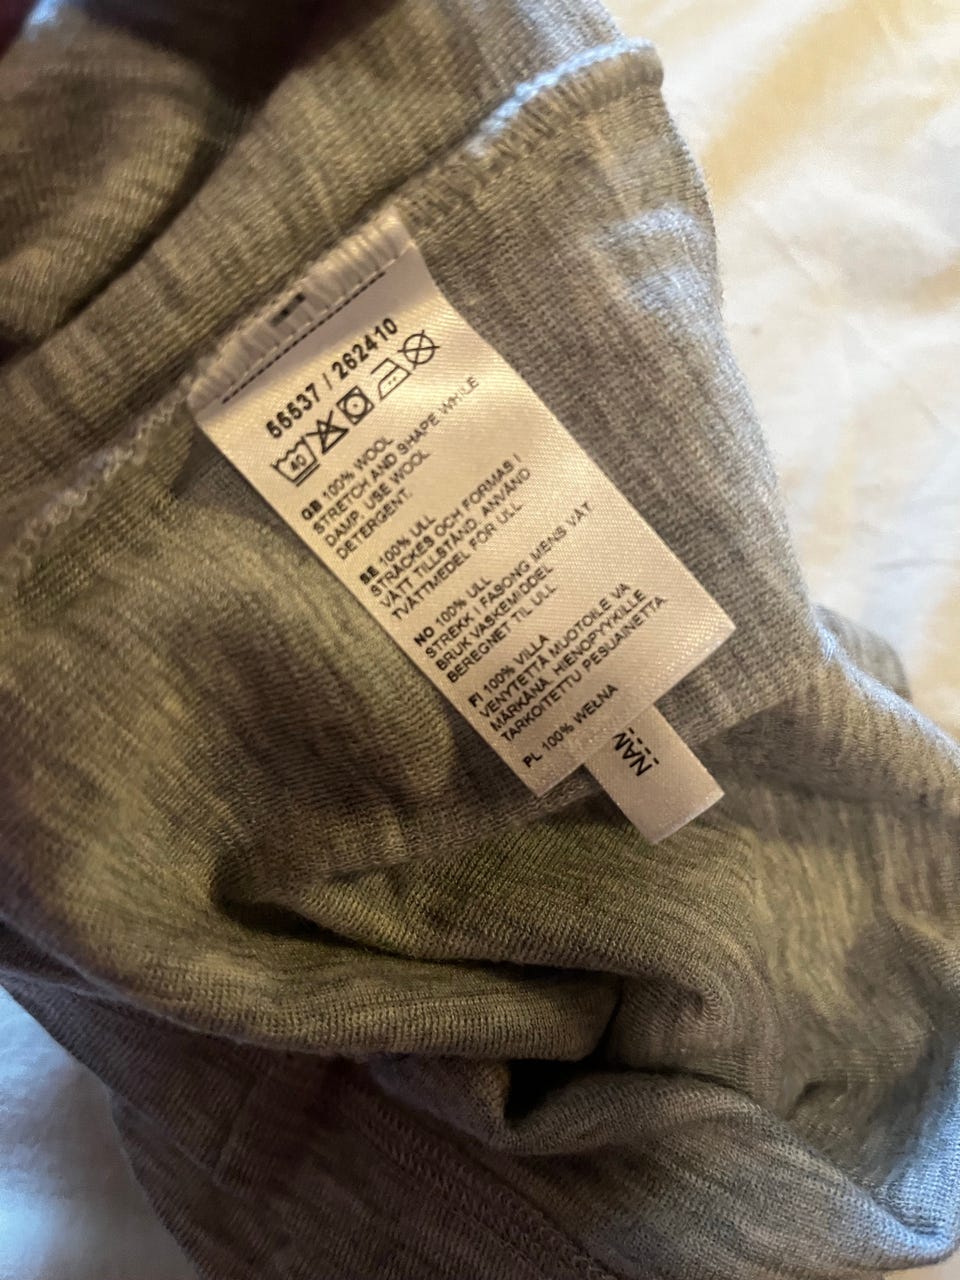 55537 / 262410
40
GB 100% WOOL
STRETCH AND SHAPE WHILE
DAMP. USE WOOL
DETERGENT.
SE 100% ULL
STRÄCKES OCH FORMAS I
VÅTT TILLSTÅND. ANVÄND
TVÄTTMEDEL FÖR ULL
NO 100% ULL
STREKK I FASONG MENS VÅT.
BRUK VASKEMIDDEL
BEREGNET TIL ULL
FI 100% VILLA
VENYTETTÄ MUOTOILE VA
MÄRKÄNÄ. HIENOPYYKILLE
TARKOITETTU PESUAINETTA
PL 100% WEŁNA